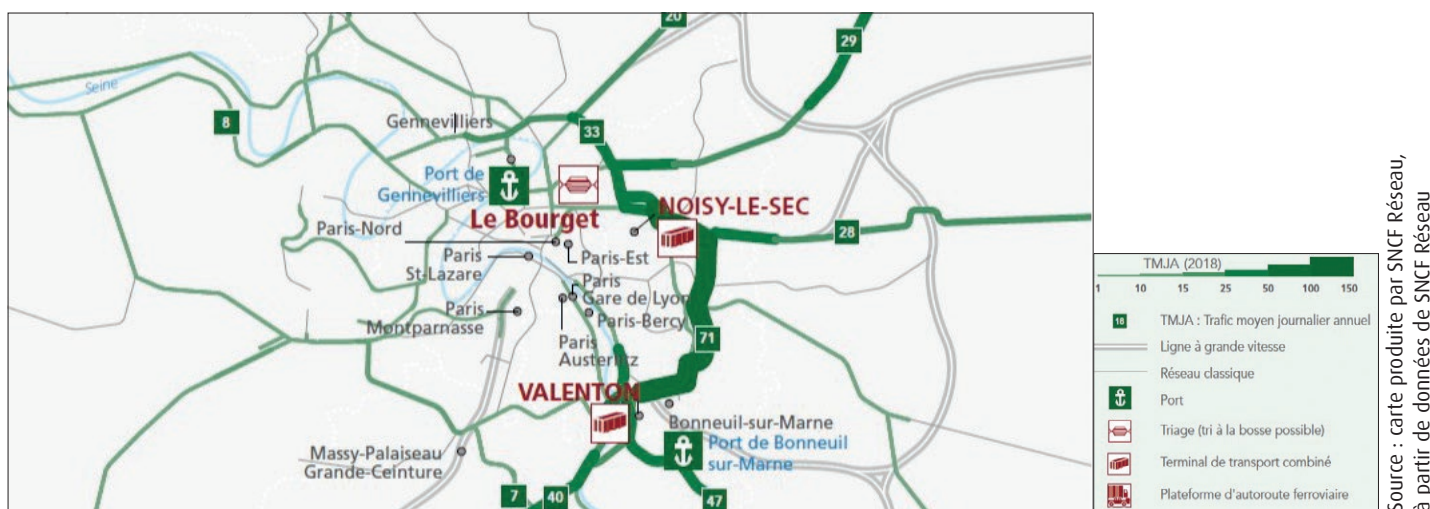 20
29
Seine
8
Gennevilliers
33
Port de
Gennevilliers
Le Bourget
NOISY-LE-SEC
Paris-Nord
28
Paris
St-Lazare
Paris-Est
Paris
Gare de Lyon
Paris
Montparnasse
Paris-Bercy
Paris
Austerlitz
71
VALENTON
Bonneuil-sur-Marne
Port de Bonneuil
sur-Marne
Massy-Palaiseau
Grande-Ceinture
7
40
47
TMJA (2018)
1 10 15 25 50 100 150
18 TMJA : Trafic moyen journalier annuel
Ligne à grande vitesse
Réseau classique
Port
Triage (tri à la bosse possible)
Terminal de transport combiné
Plateforme d'autoroute ferroviaire
Source : carte produite par SNCF Réseau,
à partir de données de SNCF Réseau